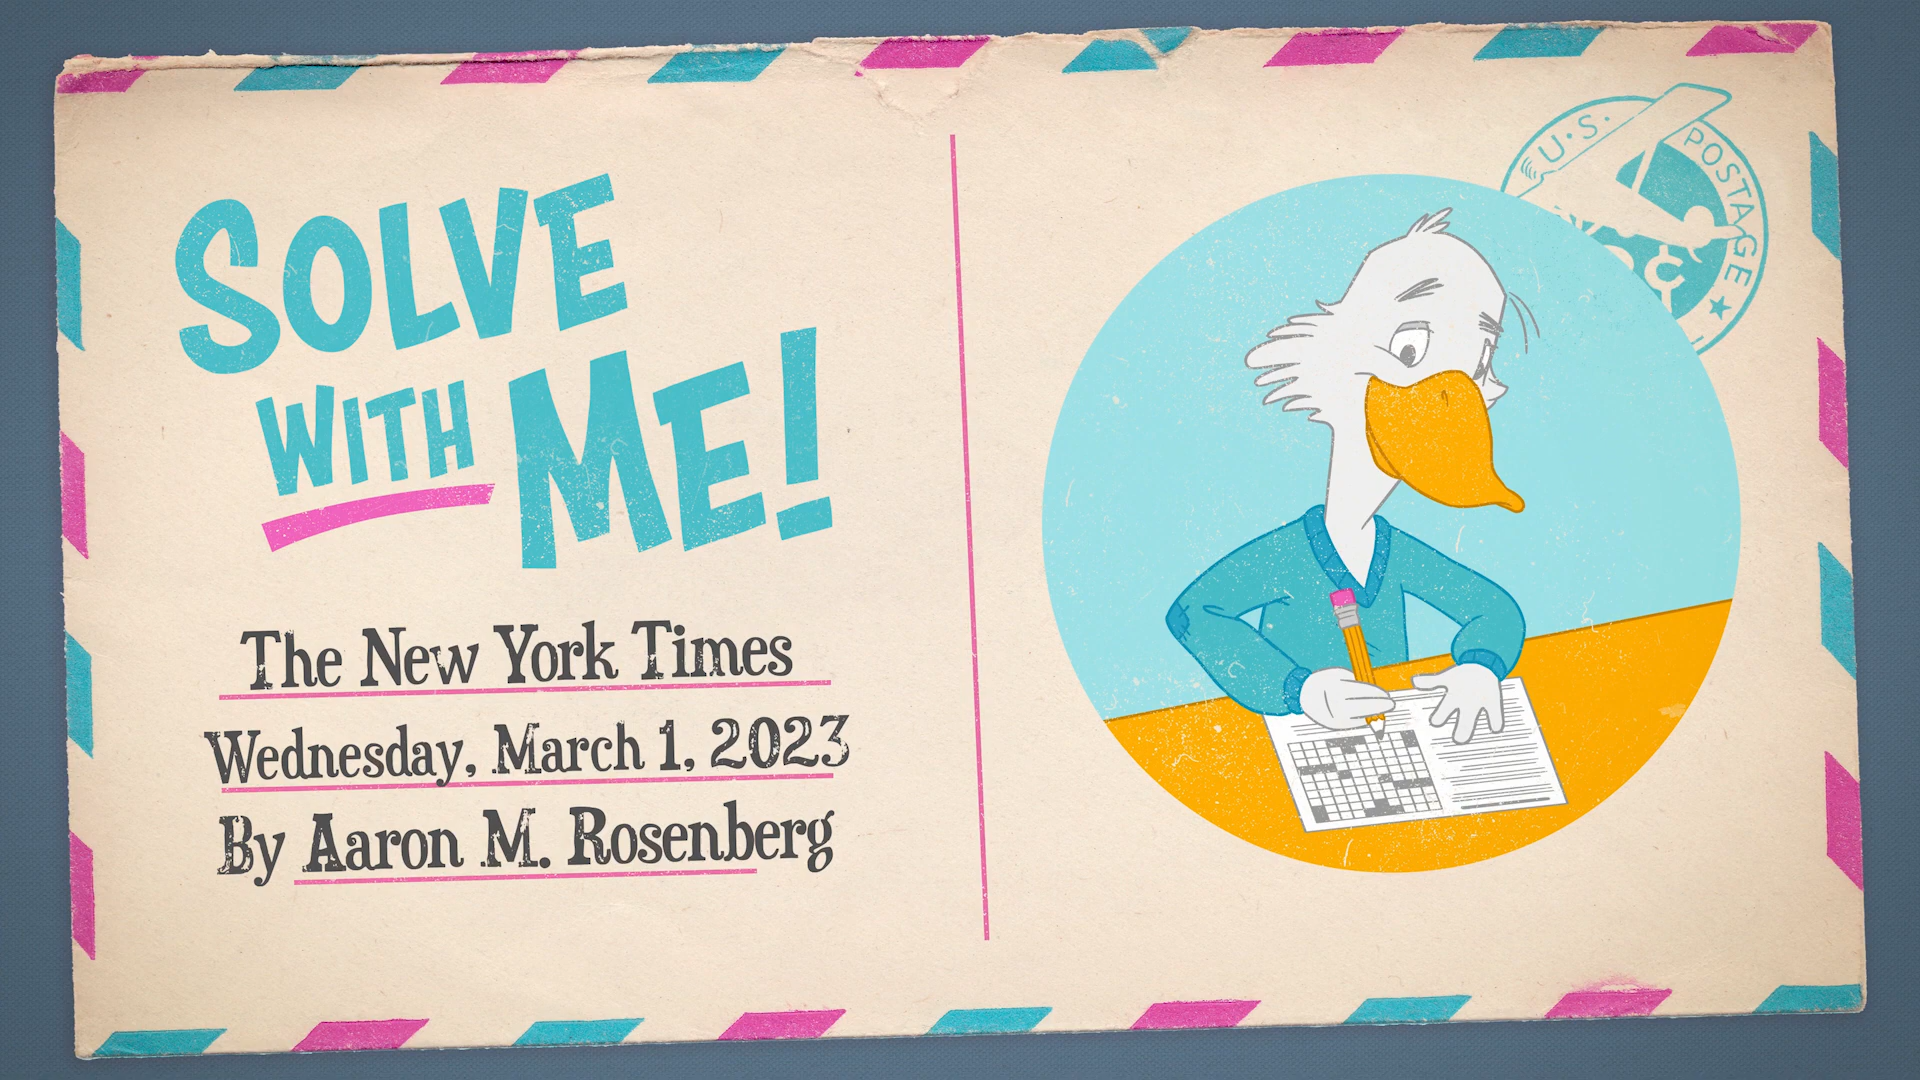 SOLVE
WITH ME!
The New York Times
Wednesday, March 1, 2023
By Aaron M. Rosenberg
U.S. POSTAGE